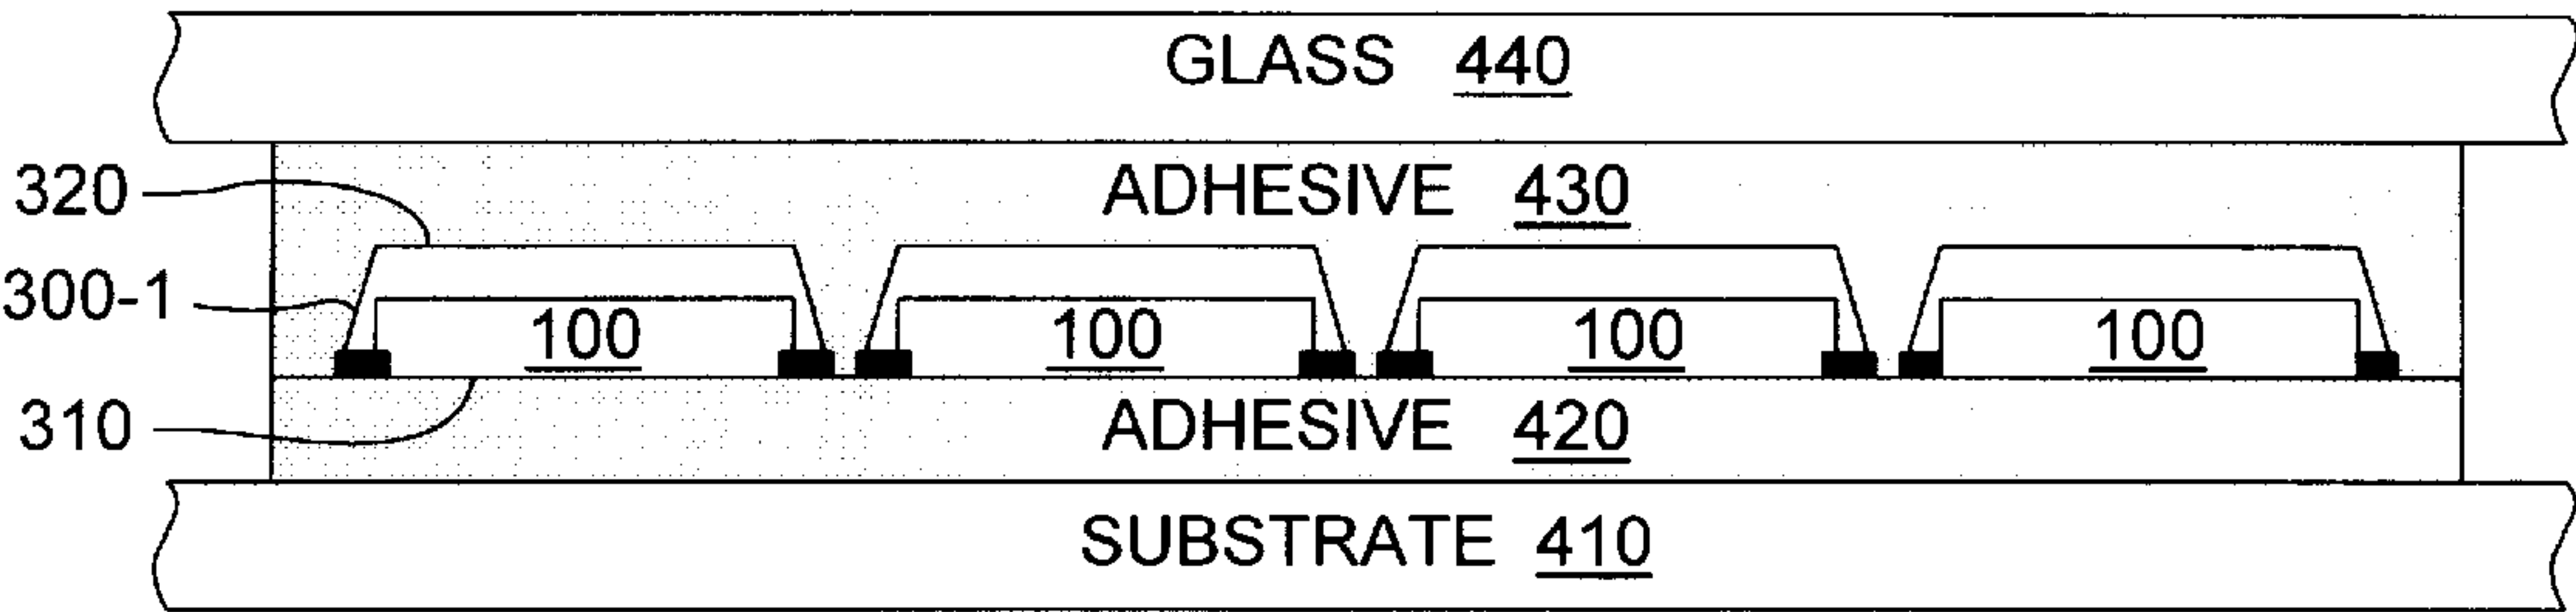 GLASS 440
ADHESIVE 430
320
300-1
100 100 100 100
310
ADHESIVE 420
SUBSTRATE 410